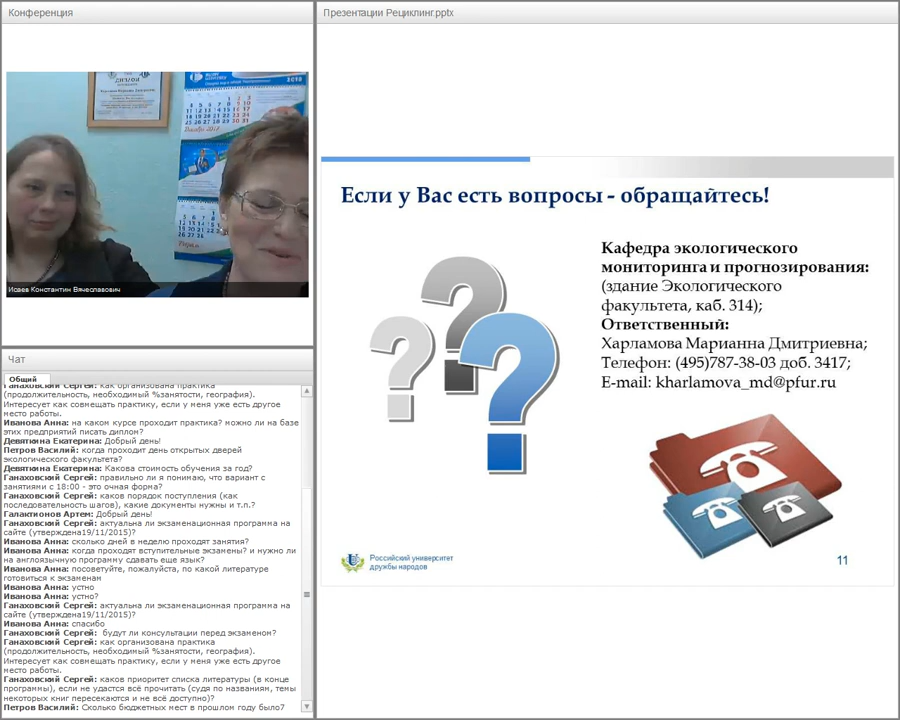 Конференция
ДИПЛОМ
2018
Декабрь 2017
Исаев Константин Вячеславович
Чат
Общий
Ганаховский Сергей: как организована практика
(продолжительность, необходимый %занятости, география).
Интересует как совмещать практику, если у меня уже есть другое
место работы.
Иванова Анна: на каком курсе проходит практика? можно ли на базе
этих предприятий писать диплом?
Девяткина Екатерина: Добрый день!
Петров Василий: когда проходит день открытых дверей
экологического факультета?
Девяткина Екатерина: Какова стоимость обучения за год?
Ганаховский Сергей: правильно ли я понимаю, что вариант с
занятиями с 18:00 - это очная форма?
Ганаховский Сергей: каков порядок поступления (как
последовательность шагов), какие документы нужны и т.п.?
Галактионов Артем: Добрый день!
Ганаховский Сергей: актуальна ли экзаменационная программа на
сайте (утверждена19/11/2015)?
Иванова Анна: сколько дней в неделю проходят занятия?
Иванова Анна: когда проходят вступительные экзамены? и нужно ли
на англоязычную программу сдавать еще язык?
Иванова Анна: посоветуйте, пожалуйста, по какой литературе
готовиться к экзаменам
Иванова Анна: устно
Иванова Анна: устно?
Ганаховский Сергей: актуальна ли экзаменационная программа на
сайте (утверждена19/11/2015)?
Иванова Анна: спасибо
Ганаховский Сергей: будут ли консультации перед экзаменом?
Ганаховский Сергей: как организована практика
(продолжительность, необходимый %занятости, география).
Интересует как совмещать практику, если у меня уже есть другое
место работы.
Ганаховский Сергей: каков приоритет списка литературы (в конце
программы), если не удастся всё прочитать (судя по названиям, темы
некоторых книг пересекаются и не всё доступно)?
Петров Василий: Сколько бюджетных мест в прошлом году было?
Презентации Рециклинг.pptx
Если у Вас есть вопросы - обращайтесь!
Кафедра экологического
мониторинга и прогнозирования:
(здание Экологического
факультета, каб. 314);
Ответственный:
Харламова Марианна Дмитриевна;
Телефон: (495)787-38-03 доб. 3417;
E-mail: kharlamova_md@pfur.ru
Российский университет
дружбы народов
11